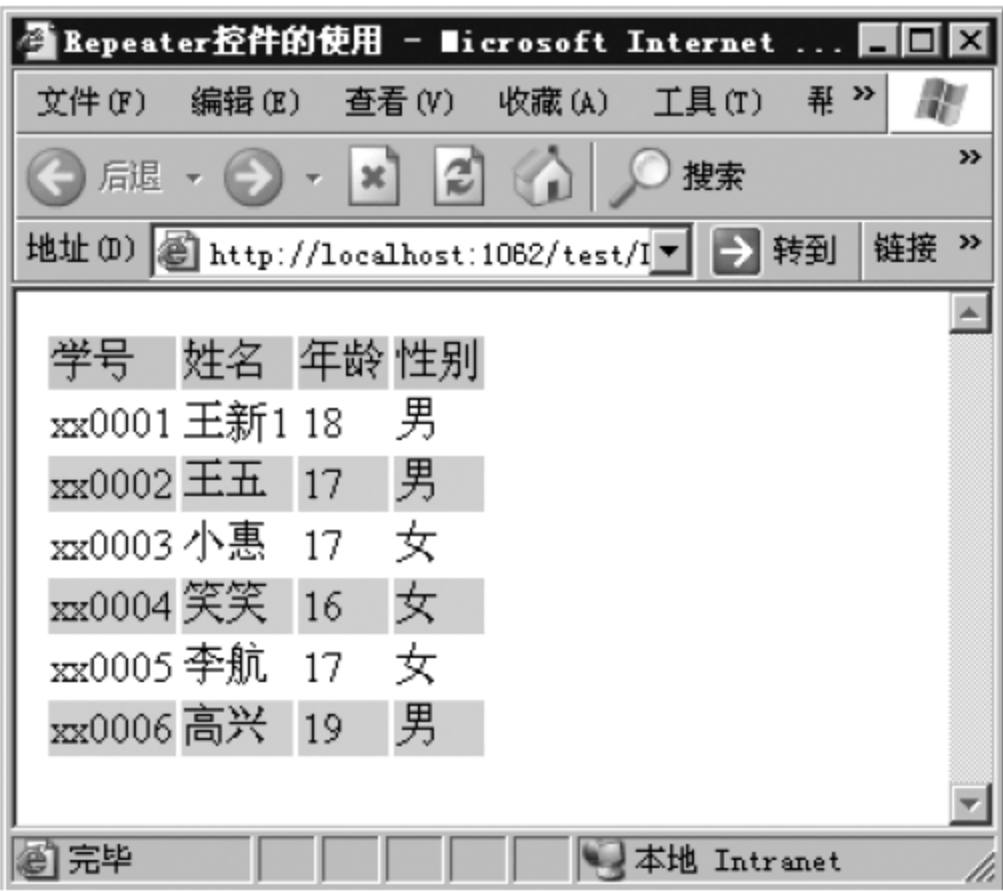 Repeater控件的使用 - Microsoft Internet ...
文件(F) 编辑(E) 查看(V) 收藏(A) 工具(T) »
后退 搜索 »
地址(D) http://localhost:1062/test/ 转到 链接 »
学号 姓名 年龄 性别
xx0001 王新1 18 男
xx0002 王五 17 男
xx0003 小惠 17 女
xx0004 笑笑 16 女
xx0005 李航 17 女
xx0006 高兴 19 男
完毕 本地 Intranet